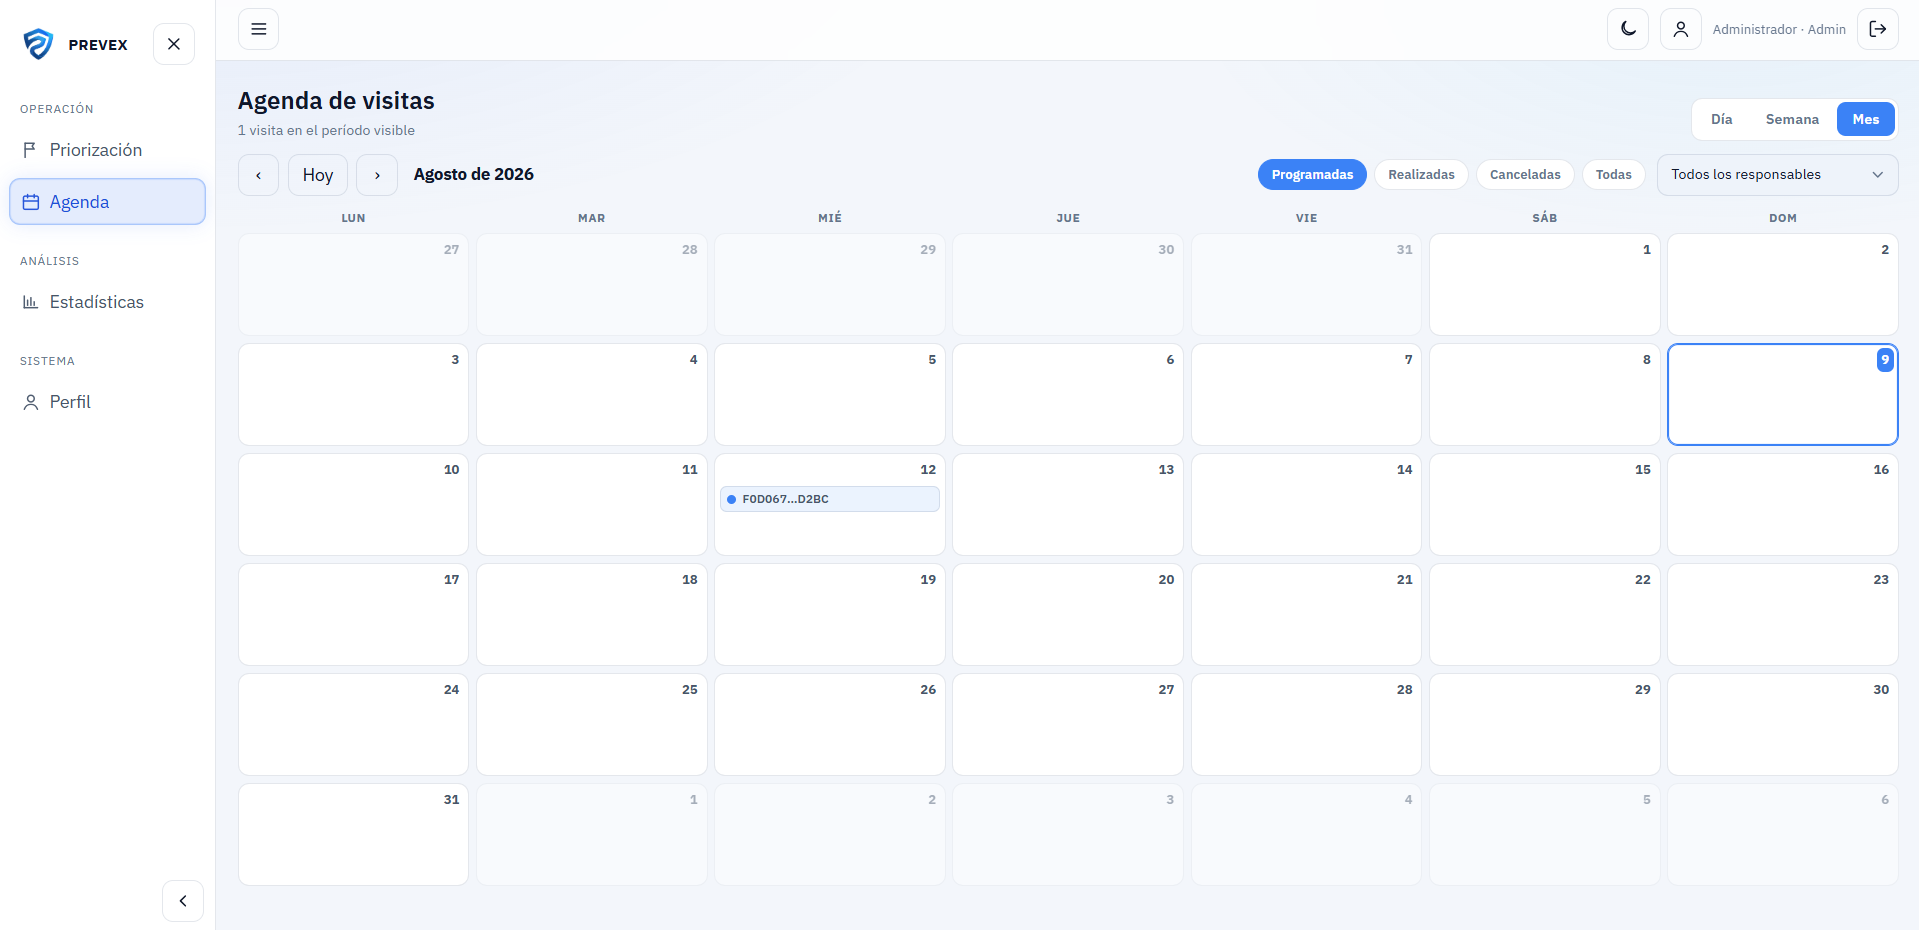 PREVEX
Administrador · Admin
OPERACIÓN
Priorización
Agenda
ANÁLISIS
Estadísticas
SISTEMA
Perfil
Agenda de visitas
1 visita en el período visible
Día Semana Mes
‹ Hoy › Agosto de 2026
Programadas Realizadas Canceladas Todas Todos los responsables
LUN MAR MIÉ JUE VIE SÁB DOM
27 28 29 30 31 1 2
3 4 5 6 7 8 9
10 11 12 13 14 15 16
F0D067...D2BC
17 18 19 20 21 22 23
24 25 26 27 28 29 30
31 1 2 3 4 5 6